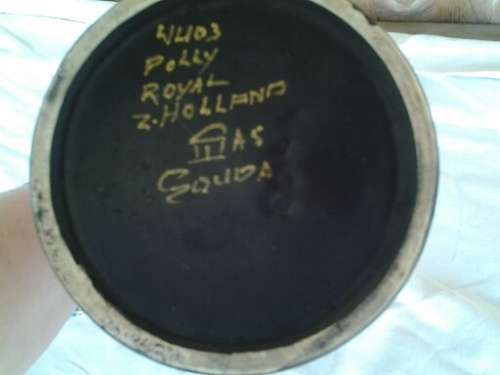 4403
POLLY
ROYAL
Z.HOLLAND
AS
GOUDA